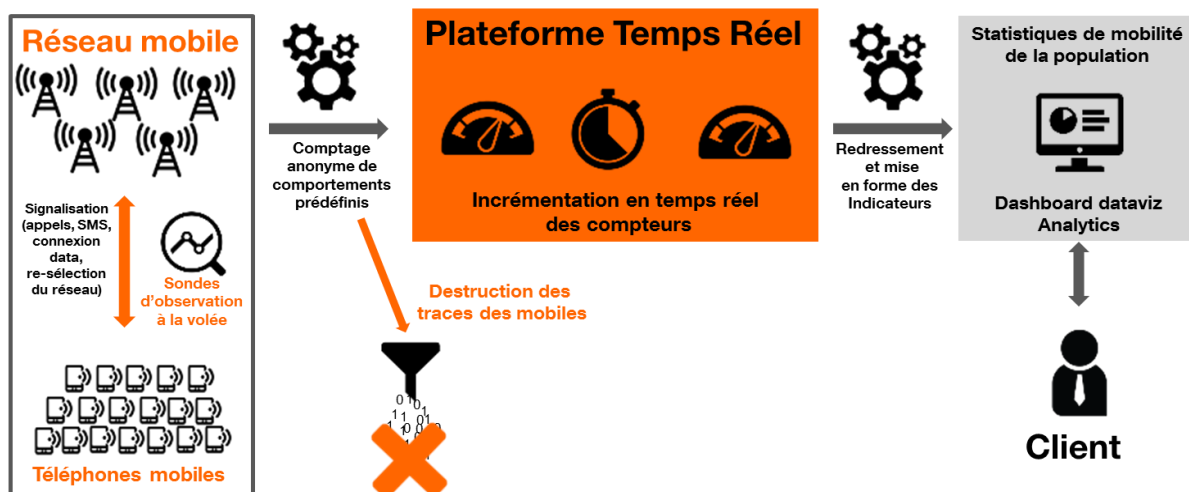 Réseau mobile
Signalisation
(appels, SMS,
connexion
data,
re-sélection
du réseau)
Sondes
d'observation
à la volée
Téléphones mobiles
Comptage
anonyme de
comportements
prédéfinis
Plateforme Temps Réel
Incrémentation en temps réel
des compteurs
Destruction des
traces des mobiles
Redressement
et mise
en forme des
Indicateurs
Statistiques de mobilité
de la population
Dashboard dataviz
Analytics
Client